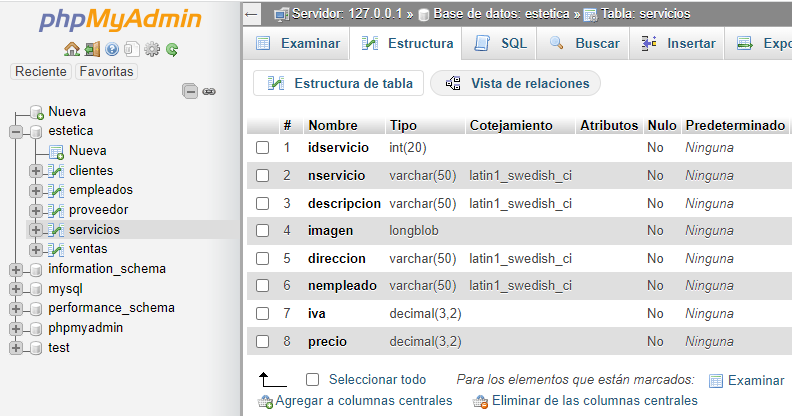 phpMyAdmin
Reciente Favoritas
Nueva
estetica
Nueva
clientes
empleados
proveedor
servicios
ventas
information_schema
mysql
performance_schema
phpmyadmin
test
Servidor: 127.0.0.1 » Base de datos: estetica » Tabla: servicios
Examinar Estructura SQL Buscar Insertar Expo
Estructura de tabla Vista de relaciones
# Nombre Tipo Cotejamiento Atributos Nulo Predeterminado
1 idservicio int(20) No Ninguna
2 nservicio varchar(50) latin1_swedish_ci No Ninguna
3 descripcion varchar(50) latin1_swedish_ci No Ninguna
4 imagen longblob No Ninguna
5 direccion varchar(50) latin1_swedish_ci No Ninguna
6 nempleado varchar(50) latin1_swedish_ci No Ninguna
7 iva decimal(3,2) No Ninguna
8 precio decimal(3,2) No Ninguna
Seleccionar todo Para los elementos que están marcados: Examinar
Agregar a columnas centrales Eliminar de las columnas centrales